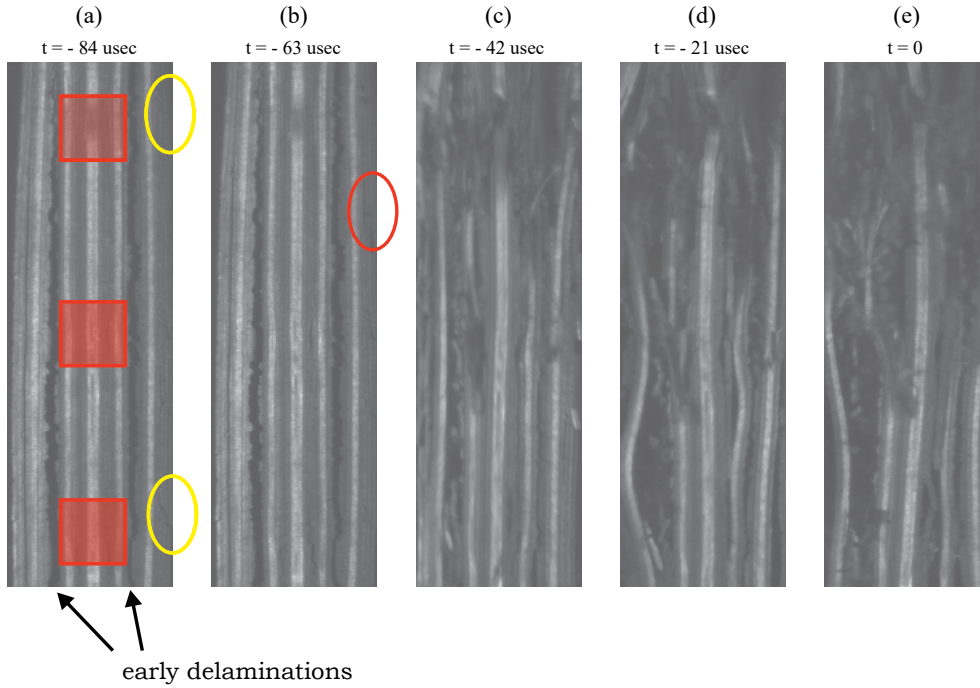 (a)
(b)
(c)
(d)
(e)
t = - 84 usec
t = - 63 usec
t = - 42 usec
t = - 21 usec
t = 0
early delaminations